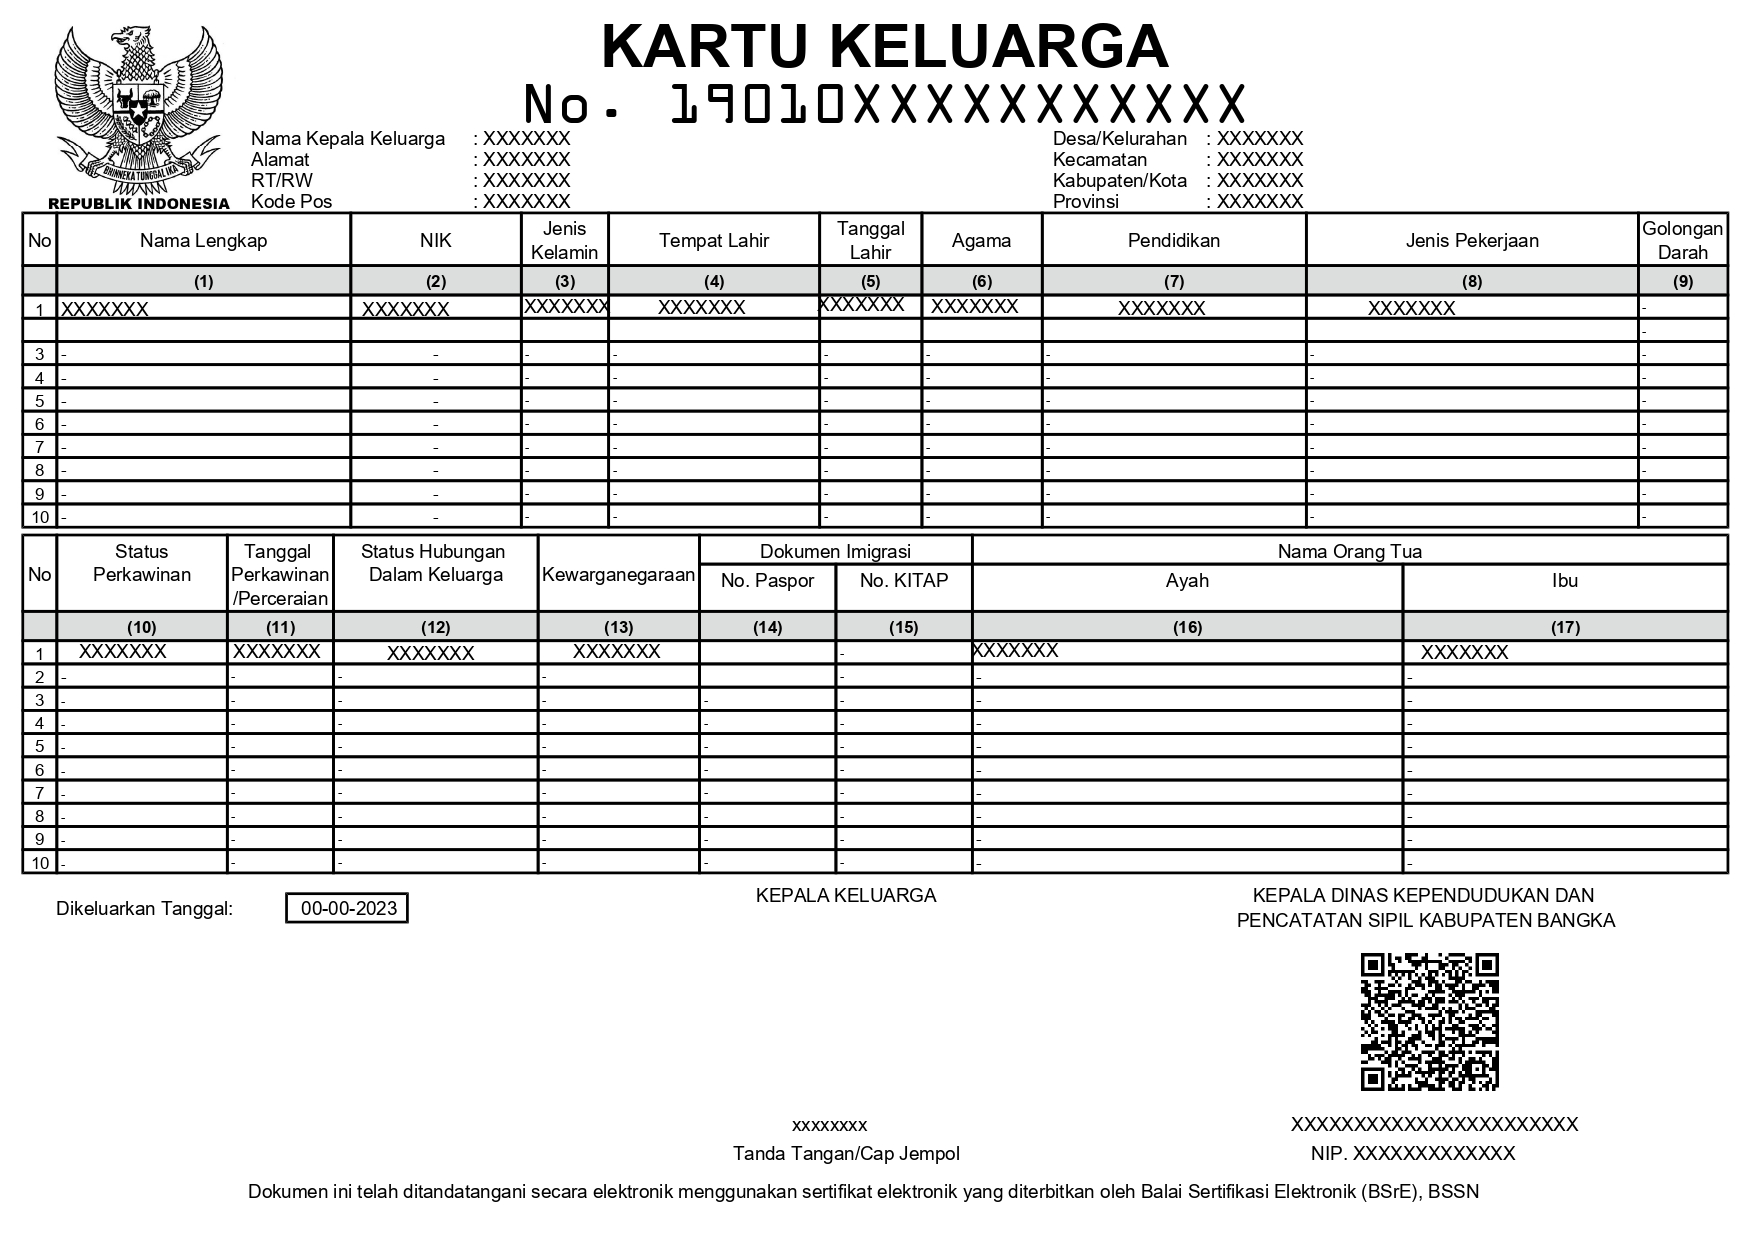 KARTU KELUARGA
No. 19010XXXXXXXXXXX
BHINNEKA TUNGGAL IKA
REPUBLIK INDONESIA
Nama Kepala Keluarga : XXXXXXX
Alamat : XXXXXXX
RT/RW : XXXXXXX
Kode Pos : XXXXXXX
Desa/Kelurahan : XXXXXXX
Kecamatan : XXXXXXX
Kabupaten/Kota : XXXXXXX
Provinsi : XXXXXXX
No Nama Lengkap NIK Jenis Kelamin Tempat Lahir Tanggal Lahir Agama Pendidikan Jenis Pekerjaan Golongan Darah
(1) (2) (3) (4) (5) (6) (7) (8) (9)
1 XXXXXXX XXXXXXX XXXXXXX XXXXXXX XXXXXXX XXXXXXX XXXXXXX XXXXXXX -
-
3 - - - - - - - - -
4 - - - - - - - - -
5 - - - - - - - - -
6 - - - - - - - - -
7 - - - - - - - - -
8 - - - - - - - - -
9 - - - - - - - - -
10 - - - - - - - - -
No Status Perkawinan Tanggal Perkawinan /Perceraian Status Hubungan Dalam Keluarga Kewarganegaraan Dokumen Imigrasi Nama Orang Tua
No. Paspor No. KITAP Ayah Ibu
(10) (11) (12) (13) (14) (15) (16) (17)
1 XXXXXXX XXXXXXX XXXXXXX XXXXXXX - XXXXXXX XXXXXXX
2 - - - - - - -
3 - - - - - - - -
4 - - - - - - - -
5 - - - - - - - -
6 - - - - - - - -
7 - - - - - - - -
8 - - - - - - - -
9 - - - - - - - -
10 - - - - - - - -
Dikeluarkan Tanggal: 00-00-2023
KEPALA KELUARGA
xxxxxxxx
Tanda Tangan/Cap Jempol
KEPALA DINAS KEPENDUDUKAN DAN
PENCATATAN SIPIL KABUPATEN BANGKA
XXXXXXXXXXXXXXXXXXXXXXX
NIP. XXXXXXXXXXXXX
Dokumen ini telah ditandatangani secara elektronik menggunakan sertifikat elektronik yang diterbitkan oleh Balai Sertifikasi Elektronik (BSrE), BSSN